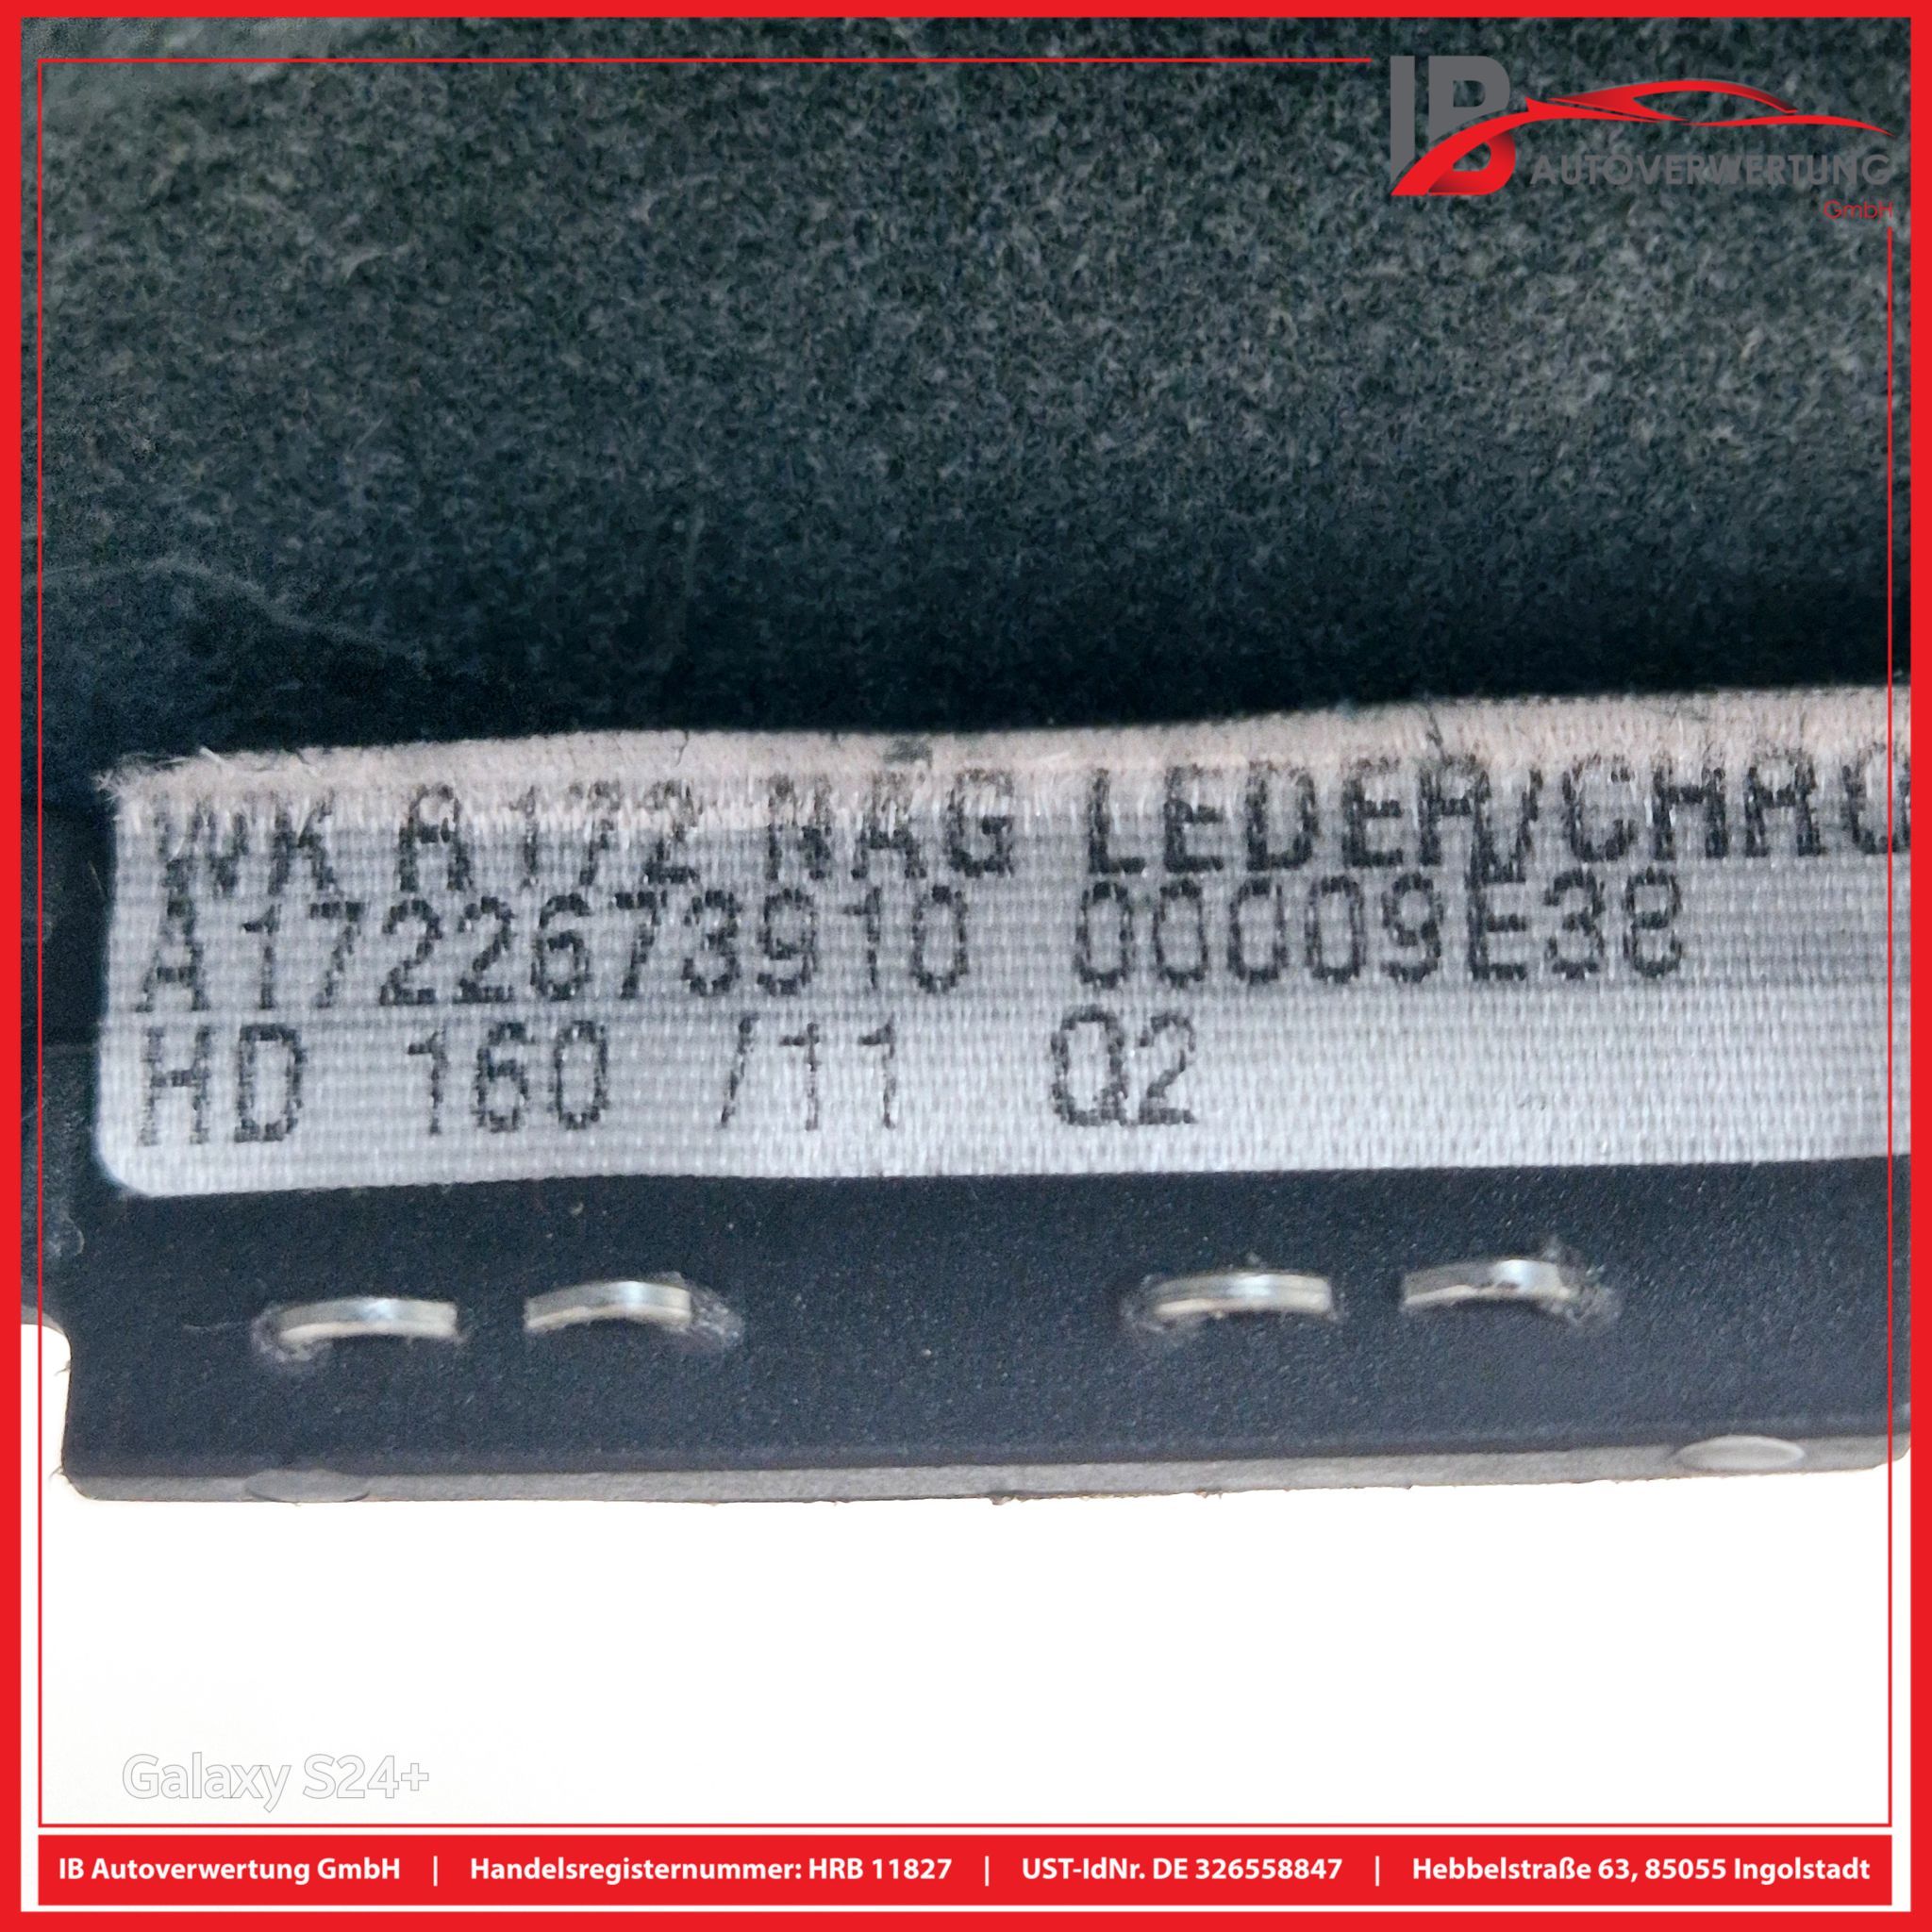 IB
AUTOVERWERTUNG
GmbH
WK R172 NAG LEDER/CHRO
A1722673910 00009E38
HD 160 /11 Q2
Galaxy S24+
IB Autoverwertung GmbH | Handelsregisternummer: HRB 11827 | UST-IdNr. DE 326558847 | Hebbelstraße 63, 85055 Ingolstadt